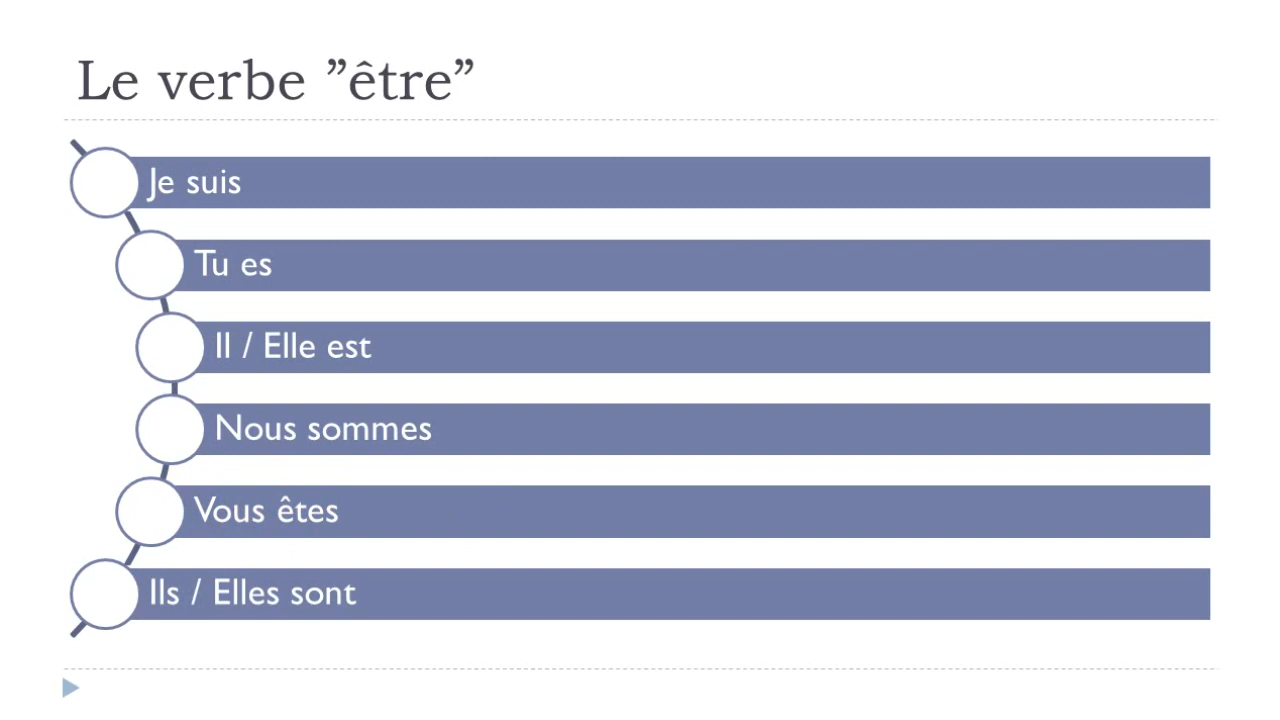 Le verbe ”être”
Je suis
Tu es
Il / Elle est
Nous sommes
Vous êtes
Ils / Elles sont